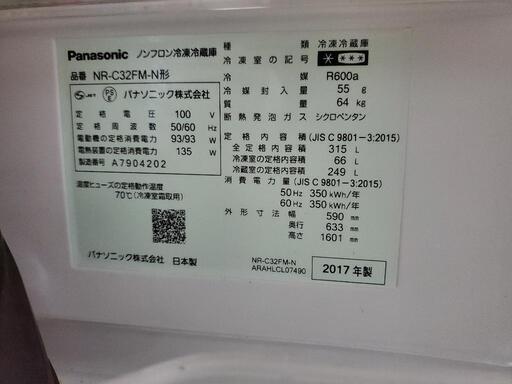 Panasonic ノンフロン冷凍冷蔵庫
品番 NR-C32FM-N形
JET PS E パナソニック株式会社
定格電圧 100 V
定格周波数 50/60 Hz
電動機の定格消費電力 93/93 W
電熱装置の定格消費電力 135 W
製造番号 A7904202
温度ヒューズの定格動作温度
70℃(冷凍室霜取用)
パナソニック株式会社 日本製
種類 冷凍冷蔵庫
冷凍室の記号 * ***
冷媒 R600a
冷媒封入量 55 g
質量 64 kg
断熱発泡ガス シクロペンタン
定格内容積 (JIS C 9801-3:2015)
全定格内容積 315 L
冷凍室の定格内容積 66 L
冷蔵室の定格内容積 249 L
消費電力量 (JIS C 9801-3:2015)
50Hz 350 kWh/年
60Hz 350 kWh/年
外形寸法 幅 590 mm
奥行 633 mm
高さ 1601 mm
NR-C32FM-N
ARAHLCL07490
2017年製